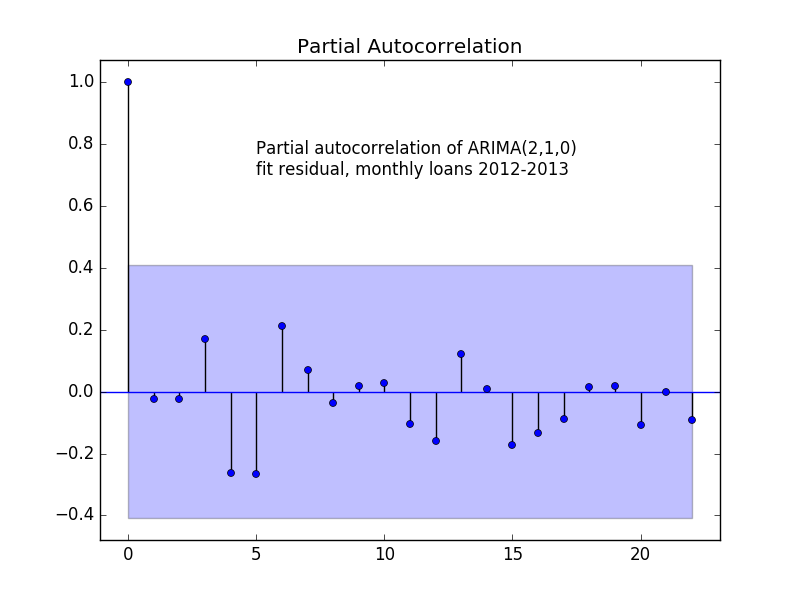 Partial Autocorrelation
1.0
0.8
0.6
0.4
0.2
0.0
−0.2
−0.4
Partial autocorrelation of ARIMA(2,1,0)
fit residual, monthly loans 2012-2013
0 5 10 15 20